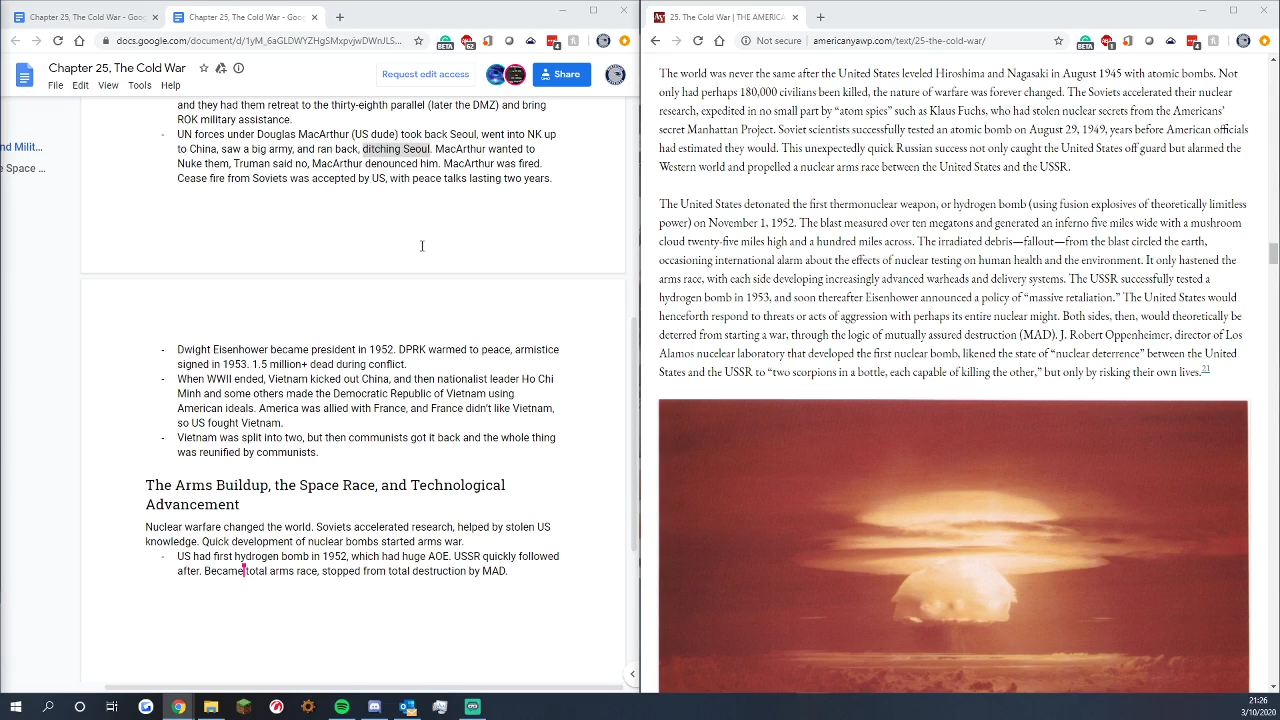 Chapter 25, The Cold War - Goo
Chapter 25, The Cold War - Goo
25. The Cold War | THE AMERICA
docs.google.com/document/d/1yM_6aGLDWYZHgSMxpvjwDWnJLS...
Not secure americanyawp.com/text/25-the-cold-war/
Chapter 25, The Cold War
File Edit View Tools Help
Request edit access
Share
nd Milit...
e Space ...
and they had them retreat to the thirty-eighth parallel (later the DMZ) and bring
ROK military assistance.
- UN forces under Douglas MacArthur (US dude) took back Seoul, went into NK up
to China, saw a big army, and ran back, ditching Seoul. MacArthur wanted to
Nuke them, Truman said no, MacArthur denounced him. MacArthur was fired.
Cease fire from Soviets was accepted by US, with peace talks lasting two years.
- Dwight Eisenhower became president in 1952. DPRK warmed to peace, armistice
signed in 1953. 1.5 million+ dead during conflict.
- When WWII ended, Vietnam kicked out China, and then nationalist leader Ho Chi
Minh and some others made the Democratic Republic of Vietnam using
American ideals. America was allied with France, and France didn't like Vietnam,
so US fought Vietnam.
- Vietnam was split into two, but then communists got it back and the whole thing
was reunified by communists.
The Arms Buildup, the Space Race, and Technological
Advancement
Nuclear warfare changed the world. Soviets accelerated research, helped by stolen US
knowledge. Quick development of nuclear bombs started arms war.
- US had first hydrogen bomb in 1952, which had huge AOE. USSR quickly followed
after. Became total arms race, stopped from total destruction by MAD.
The world was never the same after the United States leveled Hiroshima and Nagasaki in August 1945 with atomic bombs. Not
only had perhaps 180,000 civilians been killed, the nature of warfare was forever changed. The Soviets accelerated their nuclear
research, expedited in no small part by “atom spies” such as Klaus Fuchs, who had stolen nuclear secrets from the Americans’
secret Manhattan Project. Soviet scientists successfully tested an atomic bomb on August 29, 1949, years before American officials
had estimated they would. This unexpectedly quick Russian success not only caught the United States off guard but alarmed the
Western world and propelled a nuclear arms race between the United States and the USSR.
The United States detonated the first thermonuclear weapon, or hydrogen bomb (using fusion explosives of theoretically limitless
power) on November 1, 1952. The blast measured over ten megatons and generated an inferno five miles wide with a mushroom
cloud twenty-five miles high and a hundred miles across. The irradiated debris—fallout—from the blast circled the earth,
occasioning international alarm about the effects of nuclear testing on human health and the environment. It only hastened the
arms race, with each side developing increasingly advanced warheads and delivery systems. The USSR successfully tested a
hydrogen bomb in 1953, and soon thereafter Eisenhower announced a policy of “massive retaliation.” The United States would
henceforth respond to threats or acts of aggression with perhaps its entire nuclear might. Both sides, then, would theoretically be
deterred from starting a war, through the logic of mutually assured destruction (MAD). J. Robert Oppenheimer, director of Los
Alamos nuclear laboratory that developed the first nuclear bomb, likened the state of “nuclear deterrence” between the United
States and the USSR to “two scorpions in a bottle, each capable of killing the other,” but only by risking their own lives.21
21:26
3/10/2020